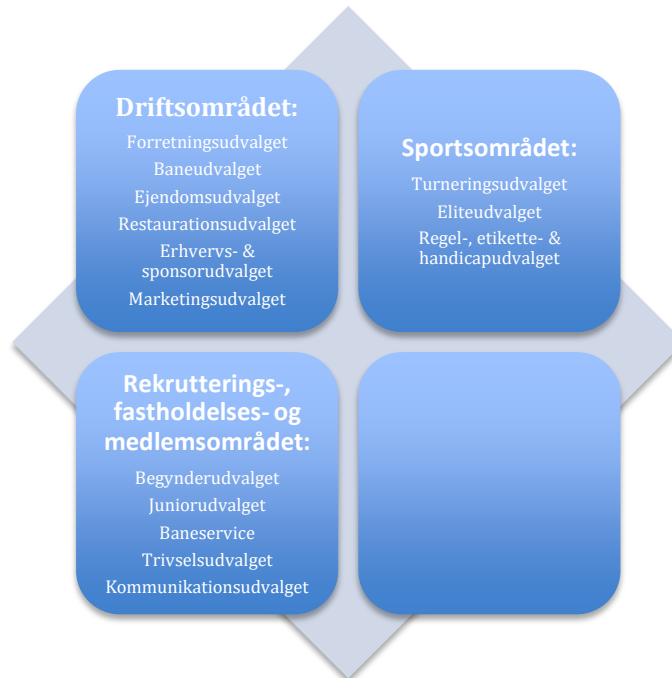 Driftsområdet:
Forretningsudvalget
Baneudvalget
Ejendomsudvalget
Restaurationsudvalget
Erhvervs- &
sponsorudvalget
Marketingsudvalget
Sportsområdet:
Turneringsudvalget
Eliteudvalget
Regel-, etikette- &
handicapudvalget
Rekrutterings-,
fastholdelses- og
medlemsområdet:
Begynderudvalget
Juniorudvalget
Baneservice
Trivselsudvalget
Kommunikationsudvalget